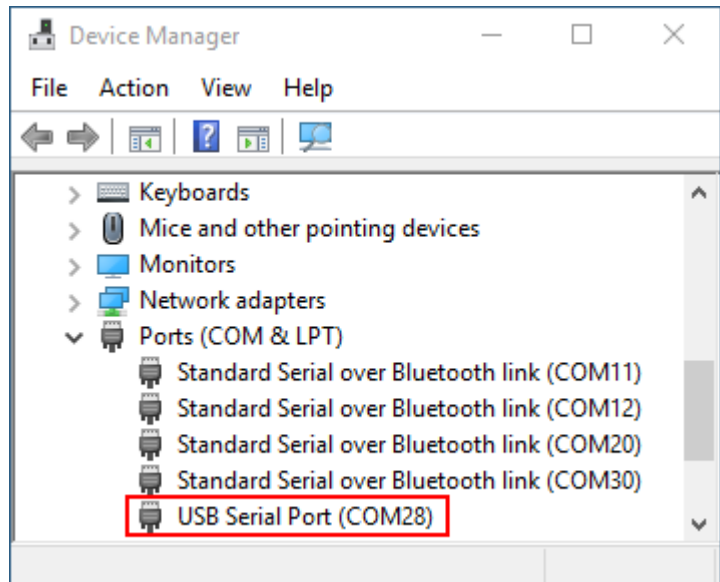 Device Manager
File Action View Help
Keyboards
Mice and other pointing devices
Monitors
Network adapters
Ports (COM & LPT)
Standard Serial over Bluetooth link (COM11)
Standard Serial over Bluetooth link (COM12)
Standard Serial over Bluetooth link (COM20)
Standard Serial over Bluetooth link (COM30)
USB Serial Port (COM28)